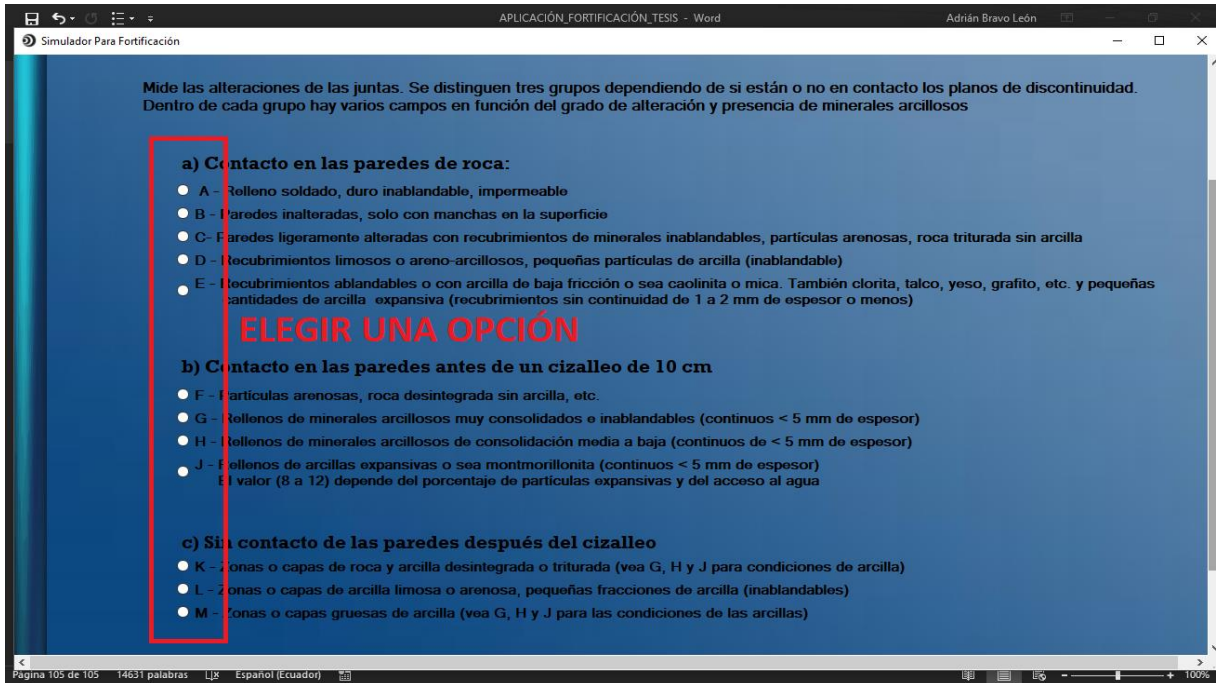 APLICACIÓN_FORTIFICACIÓN_TESIS - Word
Adrián Bravo León
Simulador Para Fortificación
Mide las alteraciones de las juntas. Se distinguen tres grupos dependiendo de si están o no en contacto los planos de discontinuidad.
Dentro de cada grupo hay varios campos en función del grado de alteración y presencia de minerales arcillosos
a) Contacto en las paredes de roca:
A - Relleno soldado, duro inablandable, impermeable
B - Paredes inalteradas, solo con manchas en la superficie
C- Paredes ligeramente alteradas con recubrimientos de minerales inablandables, partículas arenosas, roca triturada sin arcilla
D - Recubrimientos limosos o areno-arcillosos, pequeñas partículas de arcilla (inablandable)
E - Recubrimientos ablandables o con arcilla de baja fricción o sea caolinita o mica. También clorita, talco, yeso, grafito, etc. y pequeñas
cantidades de arcilla expansiva (recubrimientos sin continuidad de 1 a 2 mm de espesor o menos)
ELEGIR UNA OPCIÓN
b) Contacto en las paredes antes de un cizalleo de 10 cm
F - Partículas arenosas, roca desintegrada sin arcilla, etc.
G - Rellenos de minerales arcillosos muy consolidados e inablandables (continuos < 5 mm de espesor)
H - Rellenos de minerales arcillosos de consolidación media a baja (continuos de < 5 mm de espesor)
J - Rellenos de arcillas expansivas o sea montmorillonita (continuos < 5 mm de espesor)
El valor (8 a 12) depende del porcentaje de partículas expansivas y del acceso al agua
c) Sin contacto de las paredes después del cizalleo
K - Zonas o capas de roca y arcilla desintegrada o triturada (vea G, H y J para condiciones de arcilla)
L - Zonas o capas de arcilla limosa o arenosa, pequeñas fracciones de arcilla (inablandables)
M - Zonas o capas gruesas de arcilla (vea G, H y J para las condiciones de las arcillas)
Página 105 de 105 14631 palabras Español (Ecuador) 100%